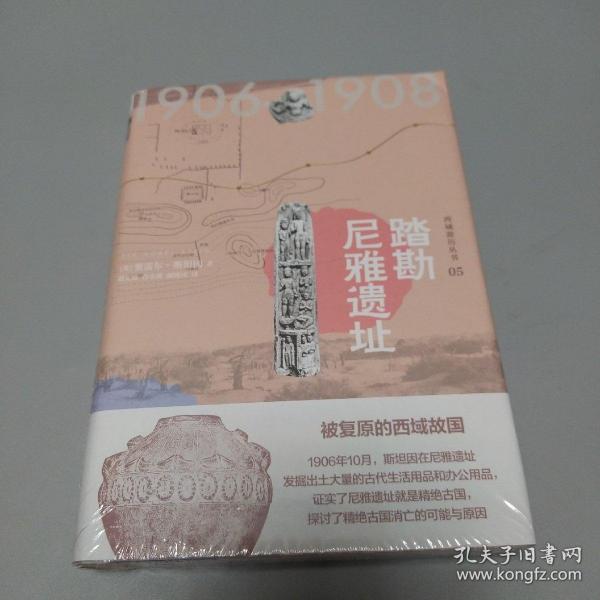 1906—1908
踏勘
尼雅遗址
西域游历丛书 05
被复原的西域故国
1906年10月，斯坦因在尼雅遗址
发掘出土大量的古代生活用品和办公用品，
证实了尼雅遗址就是精绝古国，
探讨了精绝古国消亡的可能与原因
孔夫子旧书网
www.kongfz.com